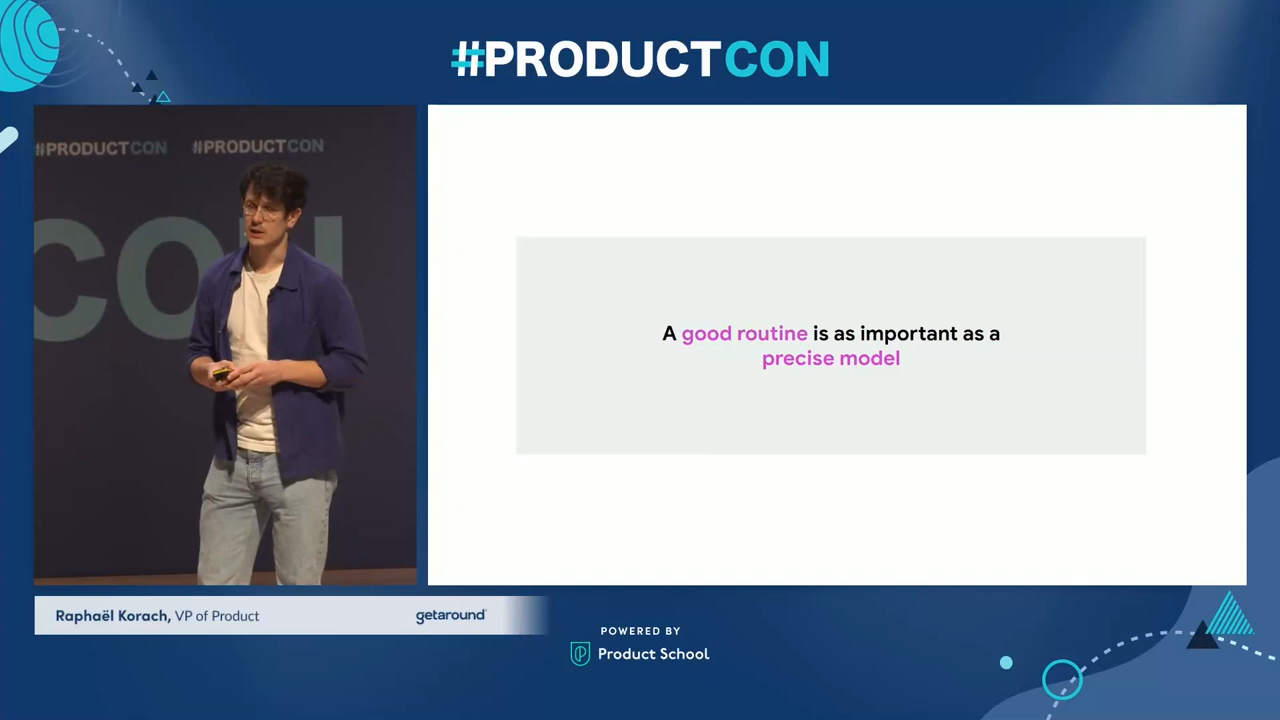 #PRODUCTCON
#PRODUCTCON #PRODUCTCON
CON
A good routine is as important as a
precise model
Raphaël Korach, VP of Product
getaround
POWERED BY
Product School